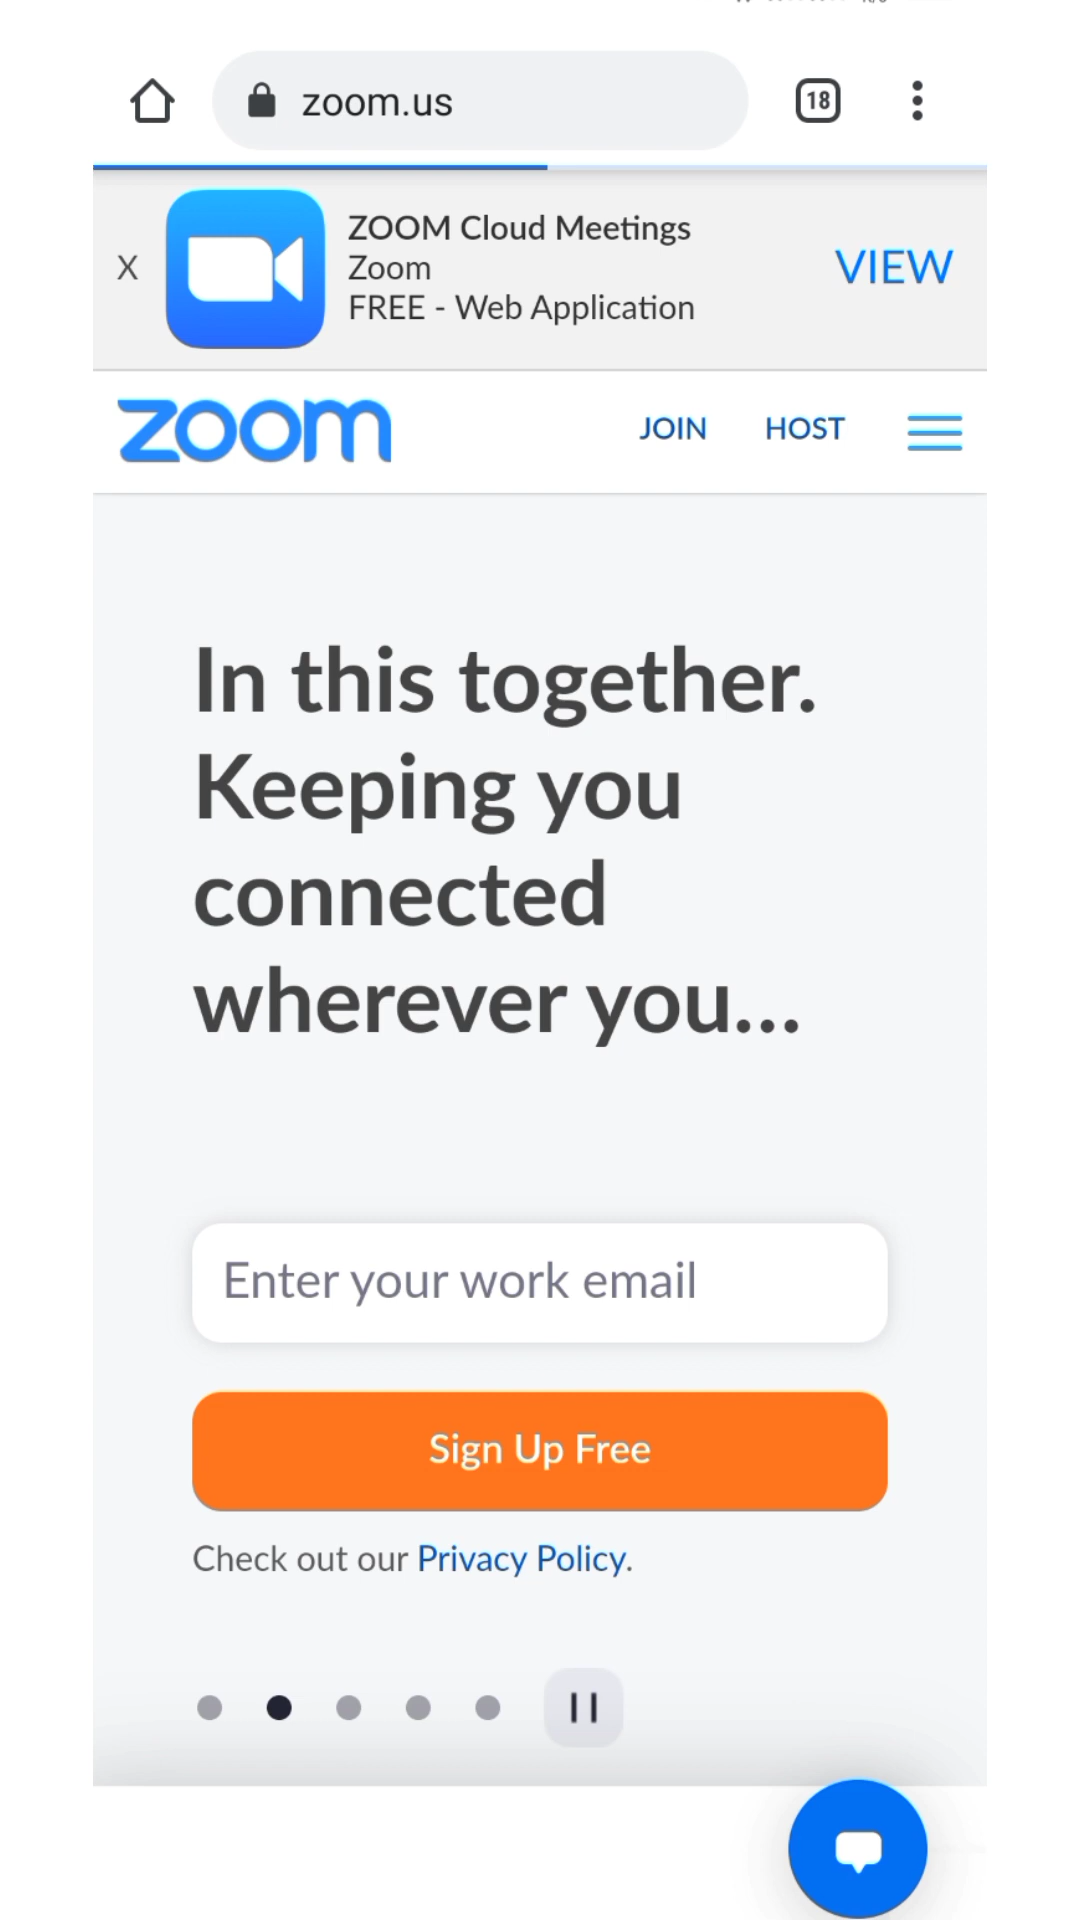 zoom.us
18
X
ZOOM Cloud Meetings
Zoom
FREE - Web Application
VIEW
zoom
JOIN HOST
In this together.
Keeping you
connected
wherever you...
Enter your work email
Sign Up Free
Check out our Privacy Policy.